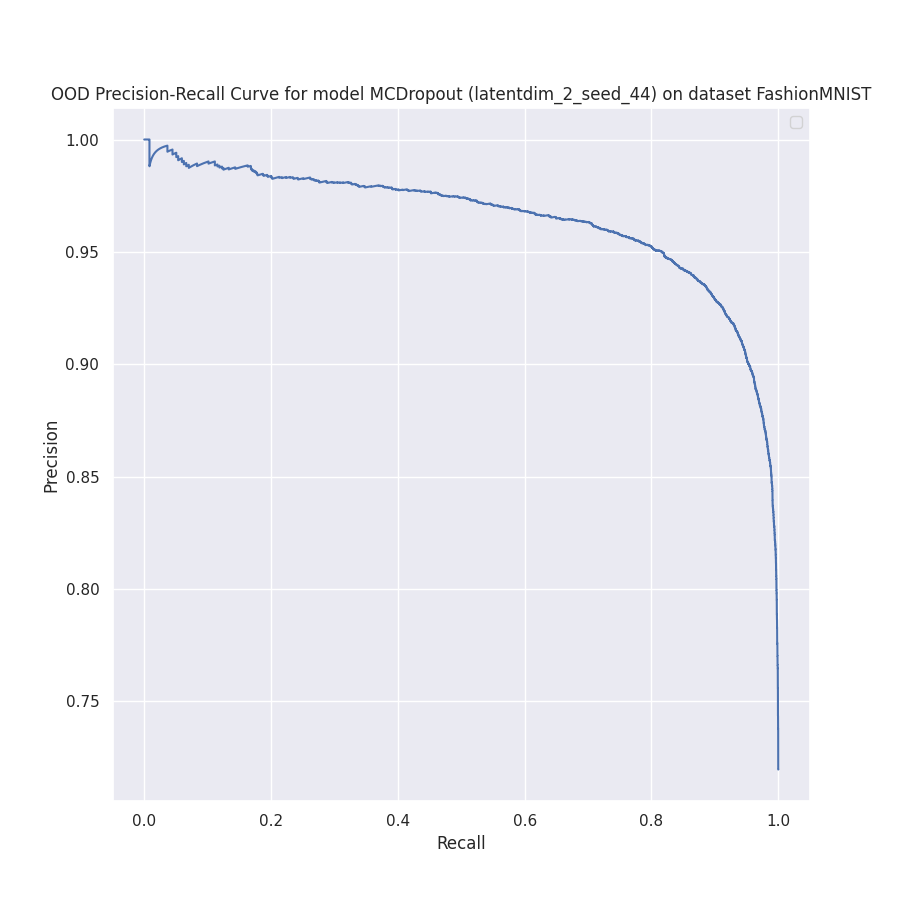 OOD Precision-Recall Curve for model MCDropout (latentdim_2_seed_44) on dataset FashionMNIST
1.00
0.95
0.90
0.85
0.80
0.75
Precision
0.0 0.2 0.4 0.6 0.8 1.0
Recall